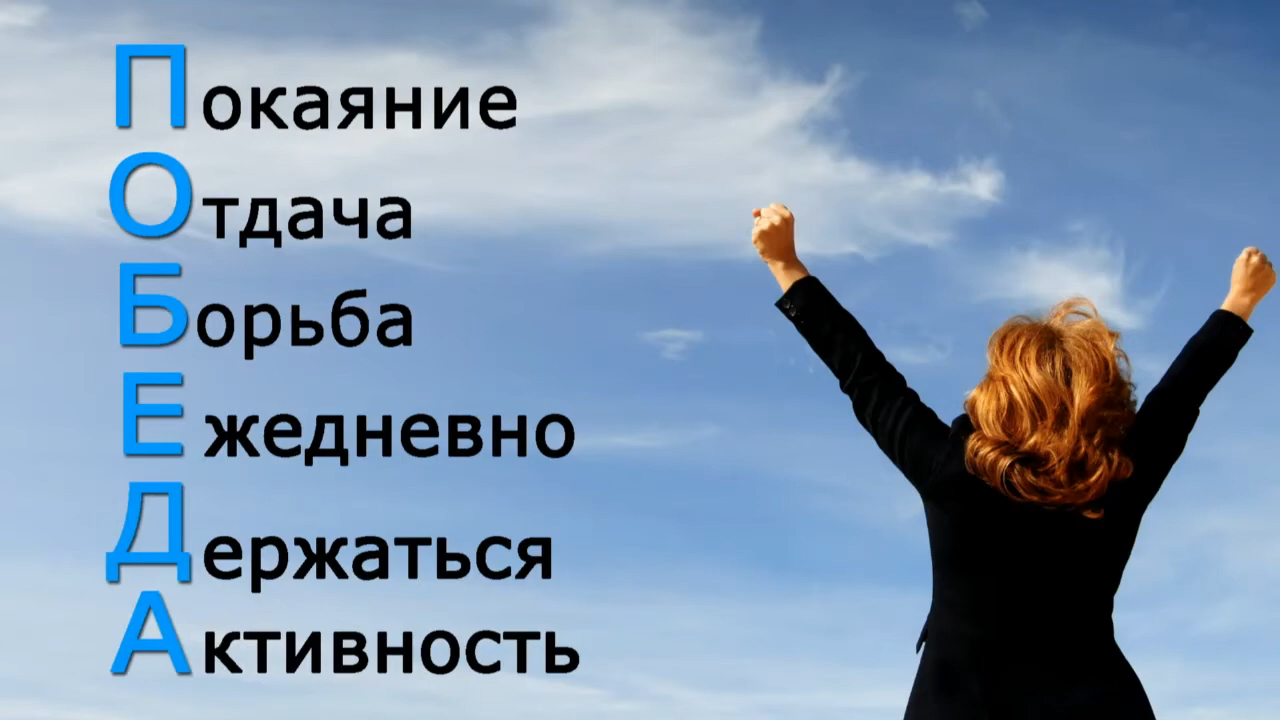 Покаяние
Отдача
Борьба
Ежедневно
Держаться
Активность